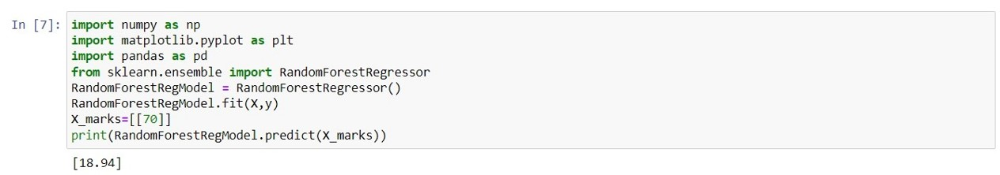 In [7]: import numpy as np
import matplotlib.pyplot as plt
import pandas as pd
from sklearn.ensemble import RandomForestRegressor
RandomForestRegModel = RandomForestRegressor()
RandomForestRegModel.fit(X,y)
X_marks=[[70]]
print(RandomForestRegModel.predict(X_marks))
[18.94]